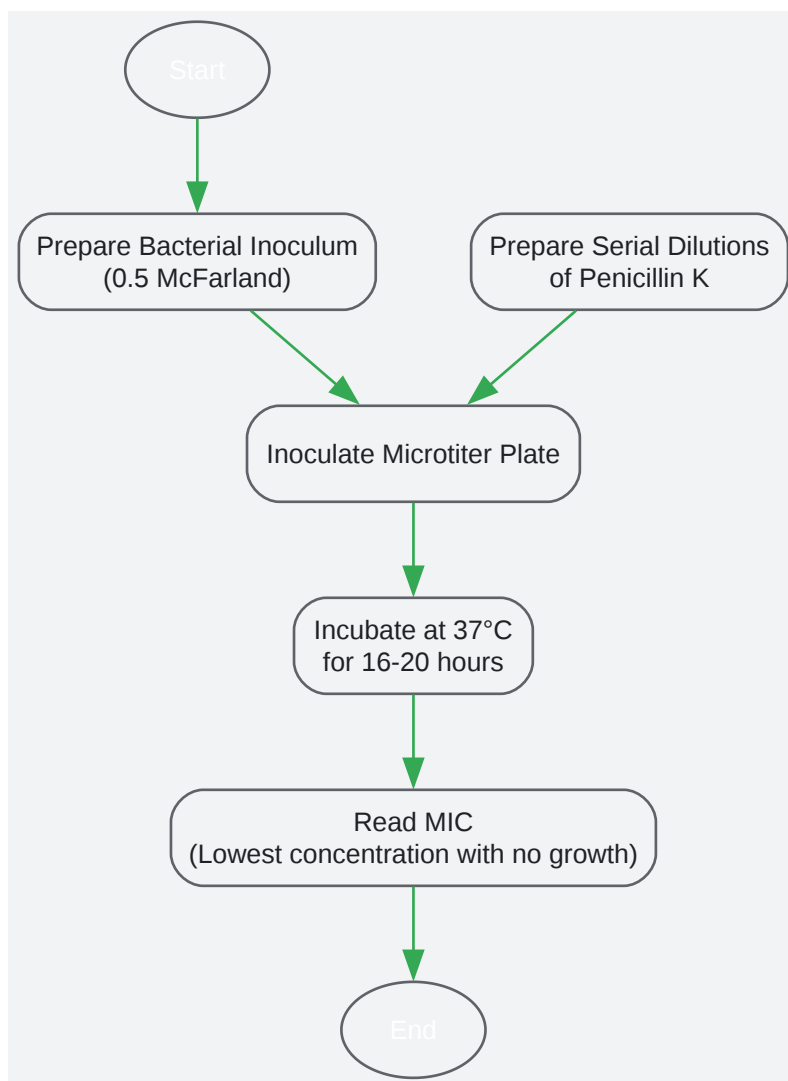 Start
Prepare Bacterial Inoculum
(0.5 McFarland)
Prepare Serial Dilutions
of Penicillin K
Inoculate Microtiter Plate
Incubate at 37°C
for 16-20 hours
Read MIC
(Lowest concentration with no growth)
End